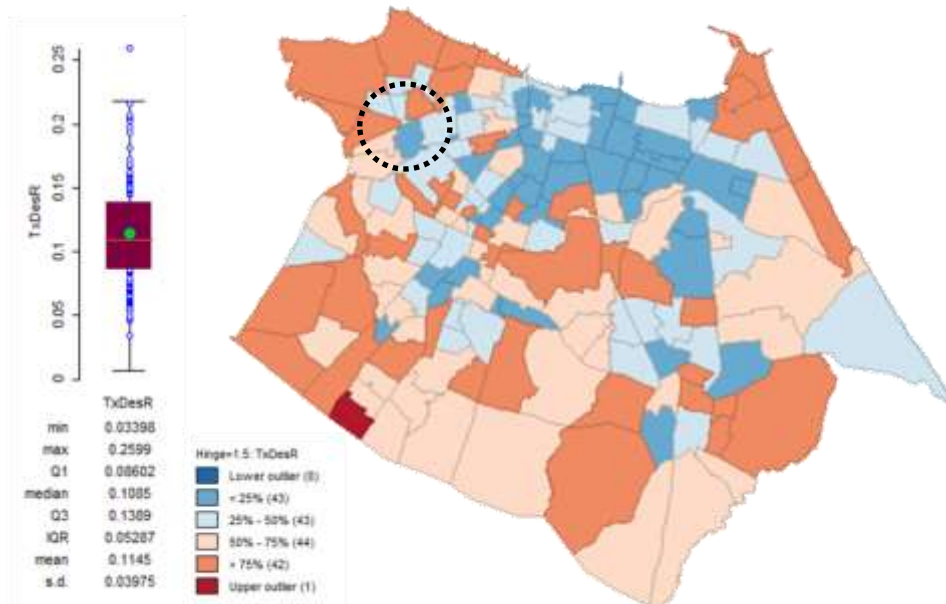 0.25
0.2
0.15
0.1
0.05
0
TxDesR
TxDesR
min 0.03398
max 0.2599
Q1 0.08602
median 0.1085
Q3 0.1389
IQR 0.05287
mean 0.1145
s.d. 0.03975
Hinge=1.5: TxDesR
Lower outlier (0)
< 25% (43)
25% - 50% (43)
50% - 75% (44)
> 75% (42)
Upper outlier (1)